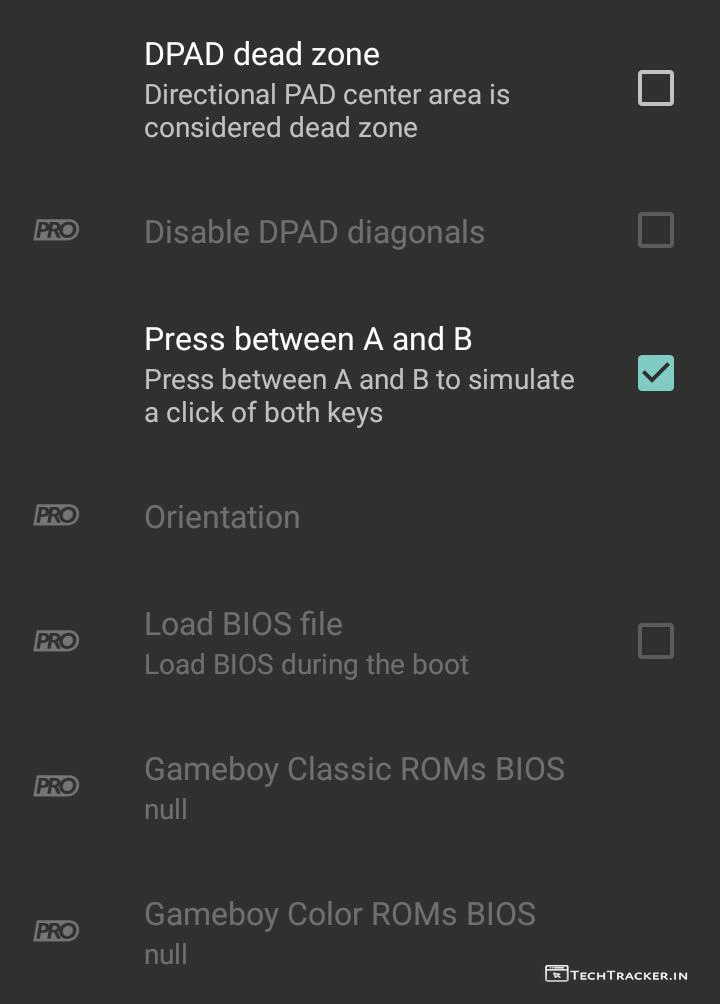 DPAD dead zone
Directional PAD center area is
considered dead zone
PRO
Disable DPAD diagonals
Press between A and B
Press between A and B to simulate
a click of both keys
PRO
Orientation
PRO
Load BIOS file
Load BIOS during the boot
PRO
Gameboy Classic ROMs BIOS
null
PRO
Gameboy Color ROMs BIOS
null
TECHTRACKER.IN